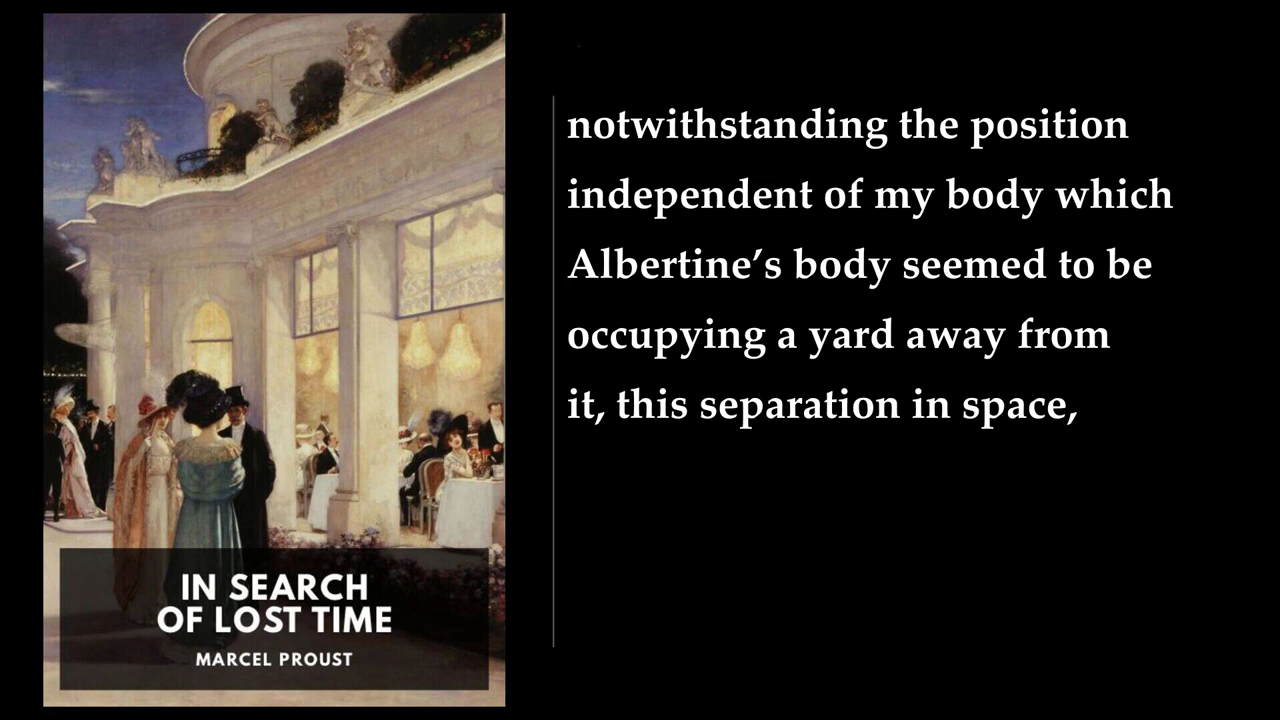 notwithstanding the position
independent of my body which
Albertine’s body seemed to be
occupying a yard away from
it, this separation in space,
IN SEARCH
OF LOST TIME
MARCEL PROUST